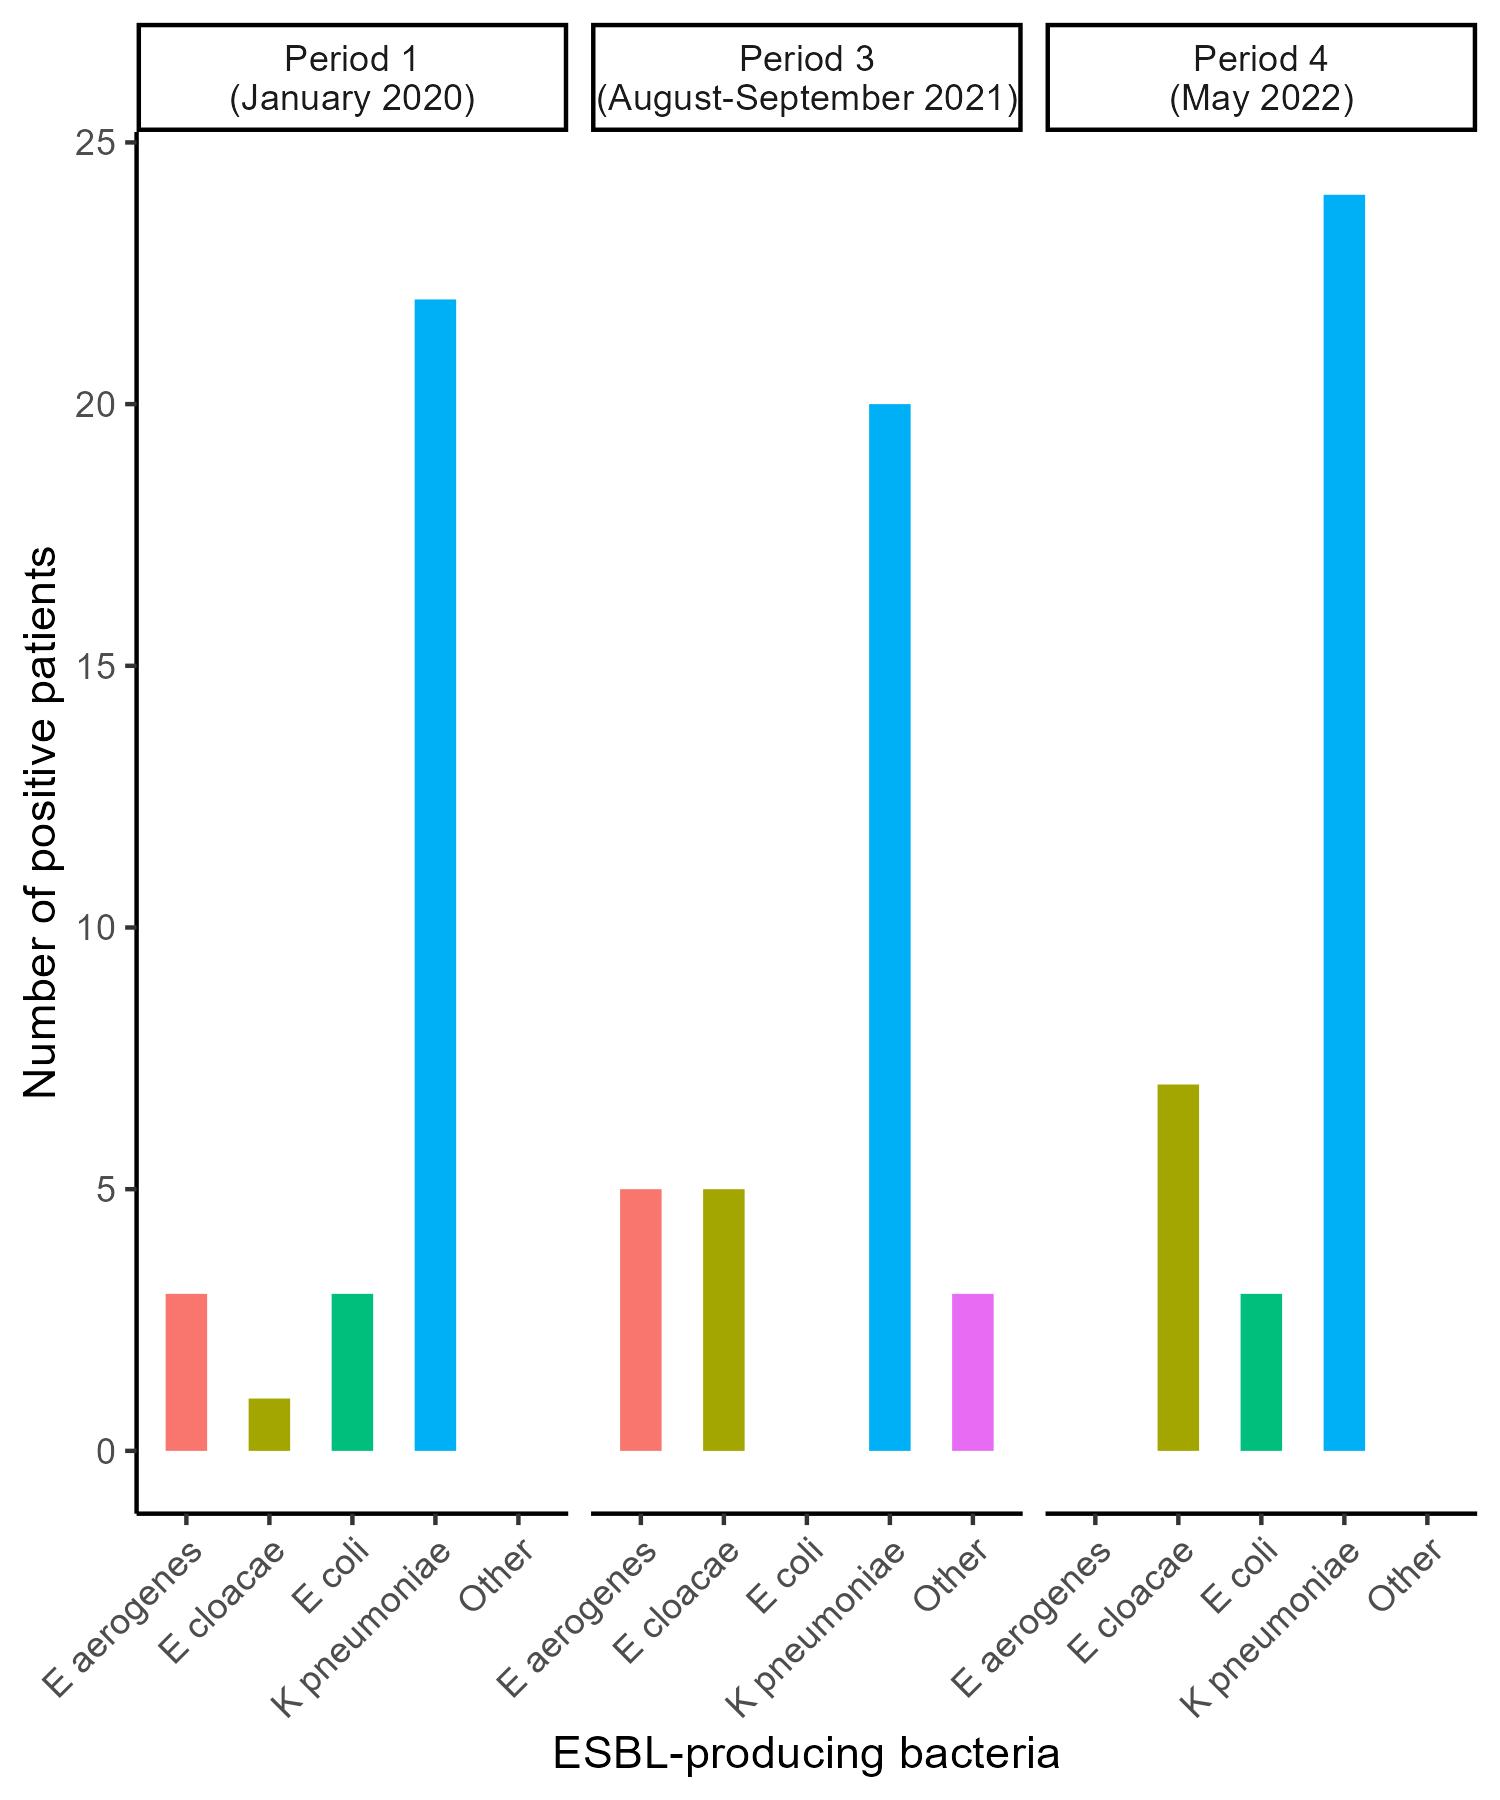 Period 1
(January 2020)
Period 3
(August-September 2021)
Period 4
(May 2022)
25
20
15
10
5
0
Number of positive patients
E aerogenes
E cloacae
E coli
K pneumoniae
Other
E aerogenes
E cloacae
E coli
K pneumoniae
Other
E aerogenes
E cloacae
E coli
K pneumoniae
Other
ESBL-producing bacteria